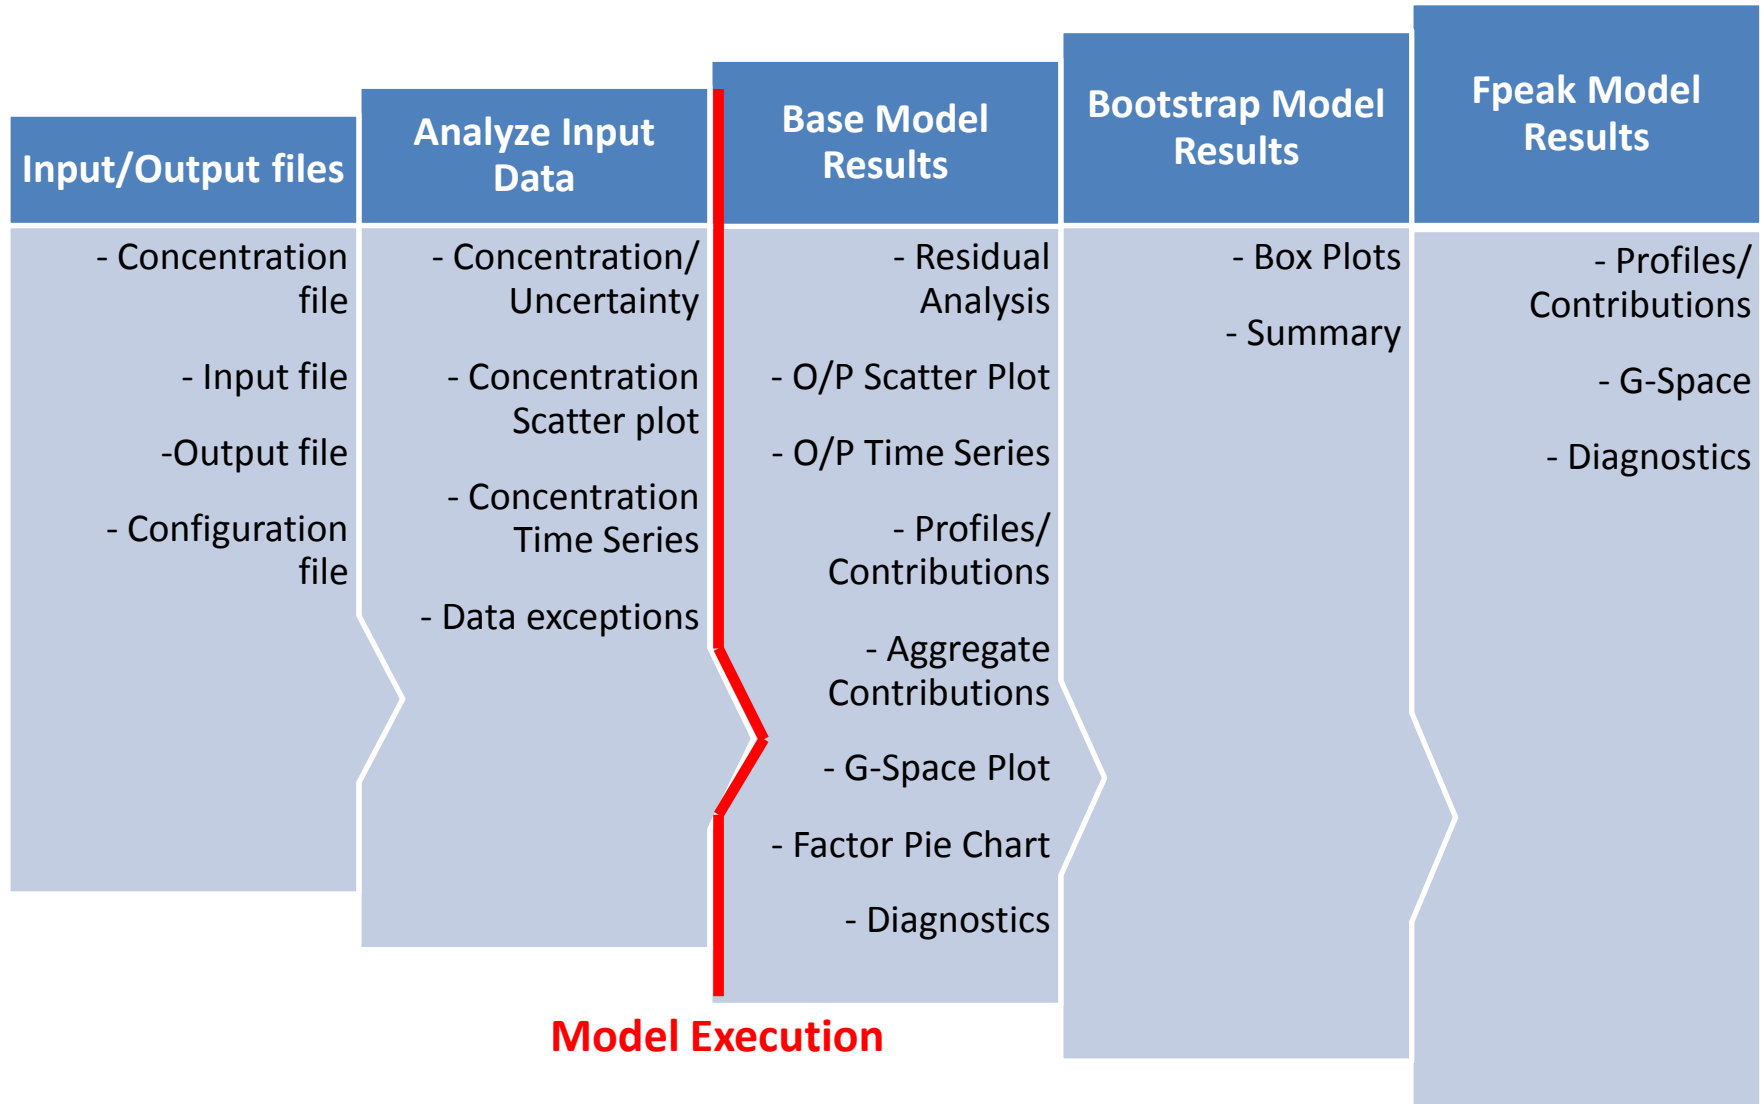 Input/Output files
- Concentration
file
- Input file
-Output file
- Configuration
file
Analyze Input
Data
- Concentration/
Uncertainty
- Concentration
Scatter plot
- Concentration
Time Series
- Data exceptions
Base Model
Results
- Residual
Analysis
- O/P Scatter Plot
- O/P Time Series
- Profiles/
Contributions
- Aggregate
Contributions
- G-Space Plot
- Factor Pie Chart
- Diagnostics
Bootstrap Model
Results
- Box Plots
- Summary
Fpeak Model
Results
- Profiles/
Contributions
- G-Space
- Diagnostics
Model Execution